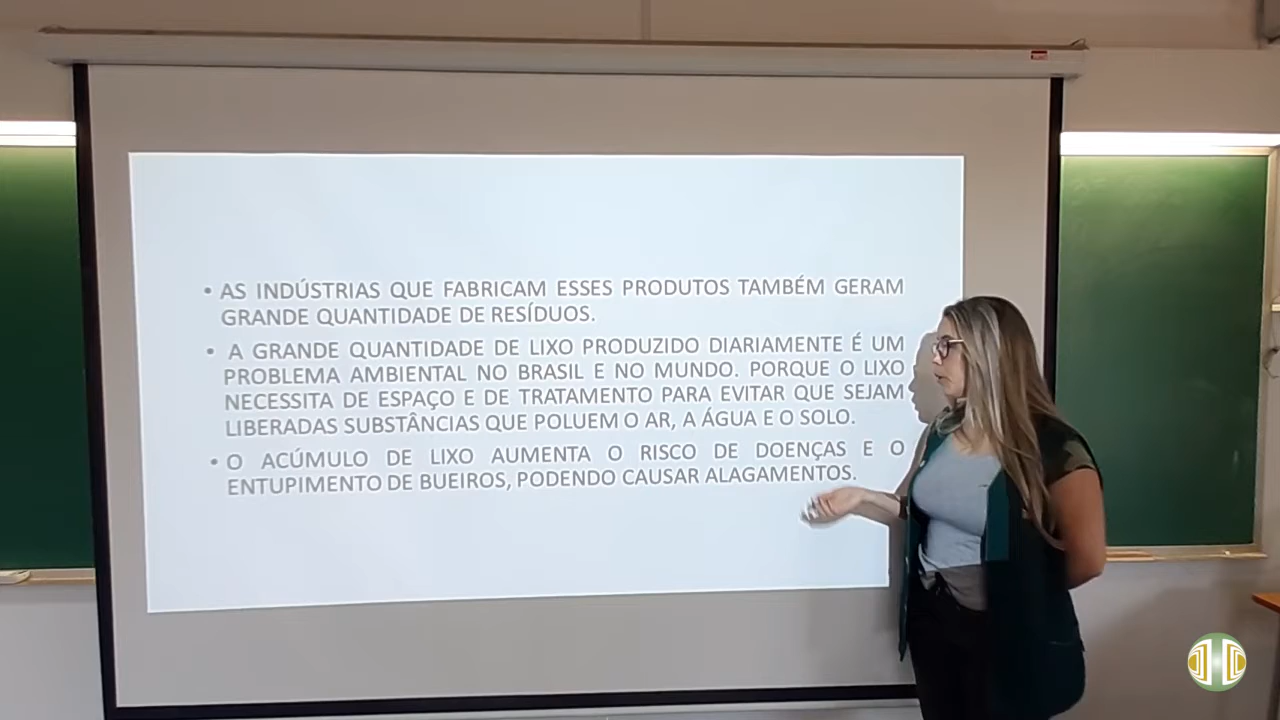 • AS INDÚSTRIAS QUE FABRICAM ESSES PRODUTOS TAMBÉM GERAM
GRANDE QUANTIDADE DE RESÍDUOS.
• A GRANDE QUANTIDADE DE LIXO PRODUZIDO DIARIAMENTE É UM
PROBLEMA AMBIENTAL NO BRASIL E NO MUNDO. PORQUE O LIXO
NECESSITA DE ESPAÇO E DE TRATAMENTO PARA EVITAR QUE SEJAM
LIBERADAS SUBSTÂNCIAS QUE POLUEM O AR, A ÁGUA E O SOLO.
• O ACÚMULO DE LIXO AUMENTA O RISCO DE DOENÇAS E O
ENTUPIMENTO DE BUEIROS, PODENDO CAUSAR ALAGAMENTOS.